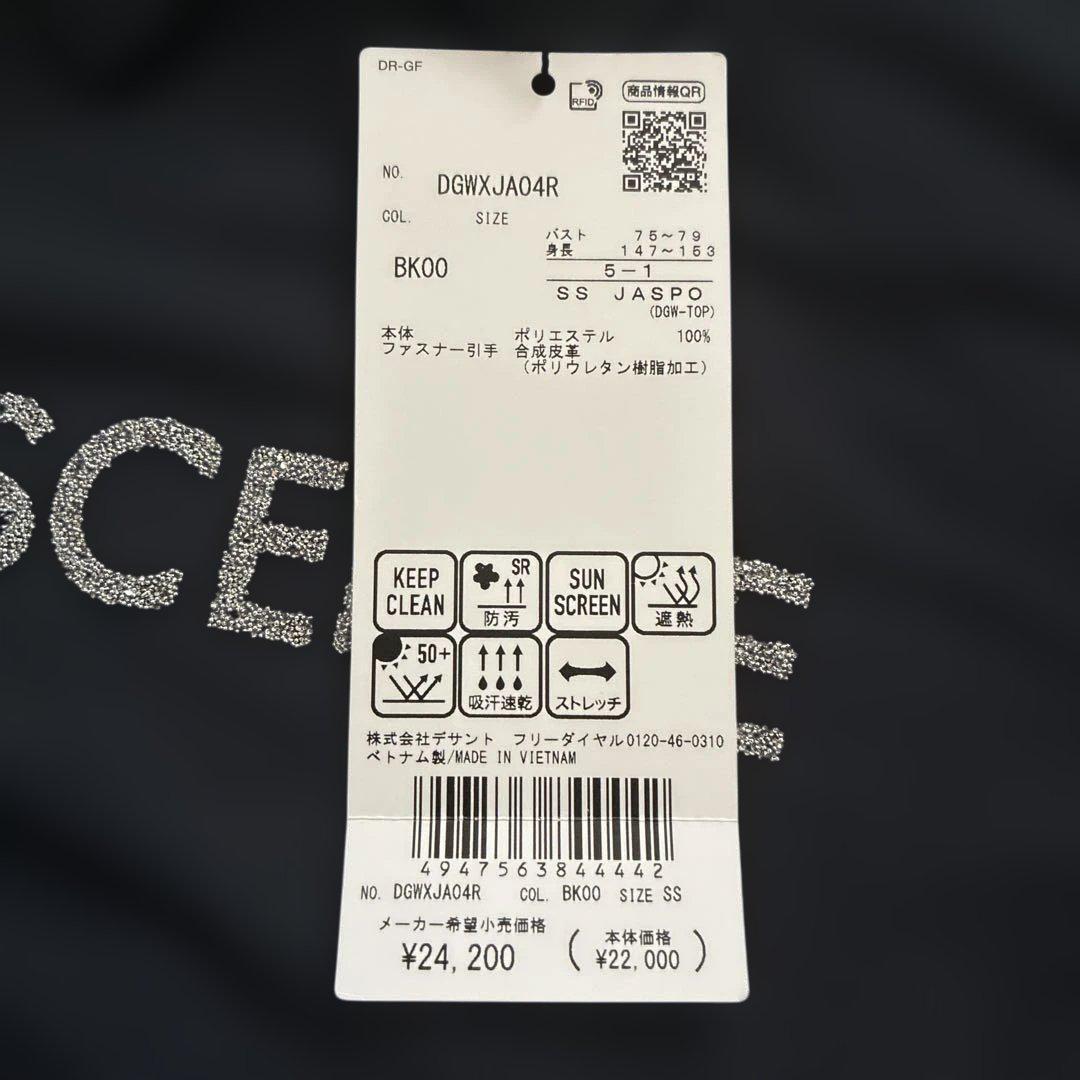 DR-GF
RFID
商品情報QR
NO. DGWXJA04R
COL. SIZE
バスト 75~79
身長 147~153
BK00
5-1
SS JASPO
(DGW-TOP)
本体 ポリエステル 100%
ファスナー引手 合成皮革
(ポリウレタン樹脂加工)
SCE
E
KEEP CLEAN
SR
防汚
SUN SCREEN
遮熱
50+
吸汗速乾
ストレッチ
株式会社デサント フリーダイヤル0120-46-0310
ベトナム製/MADE IN VIETNAM
4947563844442
NO. DGWXJA04R COL. BK00 SIZE SS
メーカー希望小売価格
¥24,200
(本体価格
¥22,000)